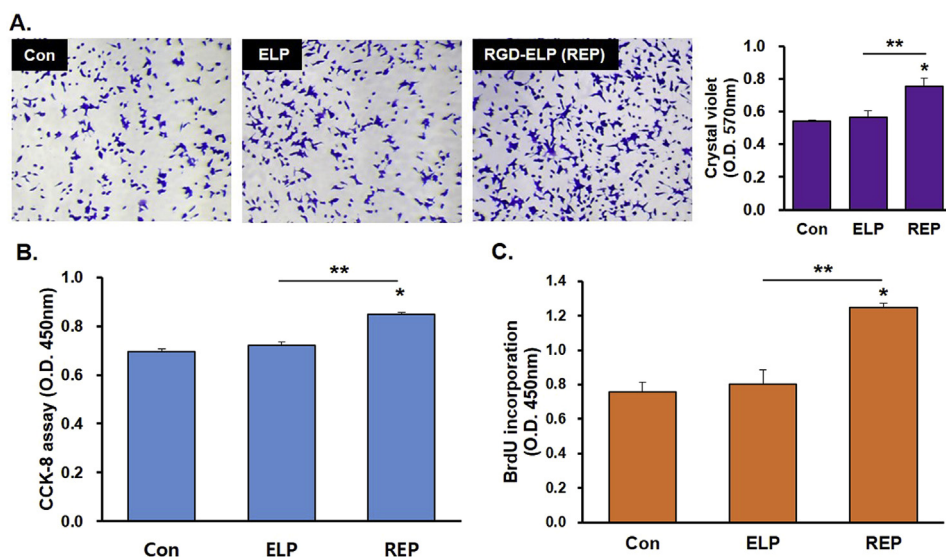 A.
Con
ELP
RGD-ELP (REP)
Crystal violet
(O.D. 570nm)
1.0
0.8
0.6
0.4
0.2
0.0
**
*
Con ELP REP
B.
CCK-8 assay (O.D. 450nm)
1.0
0.8
0.6
0.4
0.2
0.0
**
*
Con ELP REP
C.
BrdU incorporation
(O.D. 450nm)
1.4
1.2
1.0
0.8
0.6
0.4
0.2
0.0
**
*
Con ELP REP